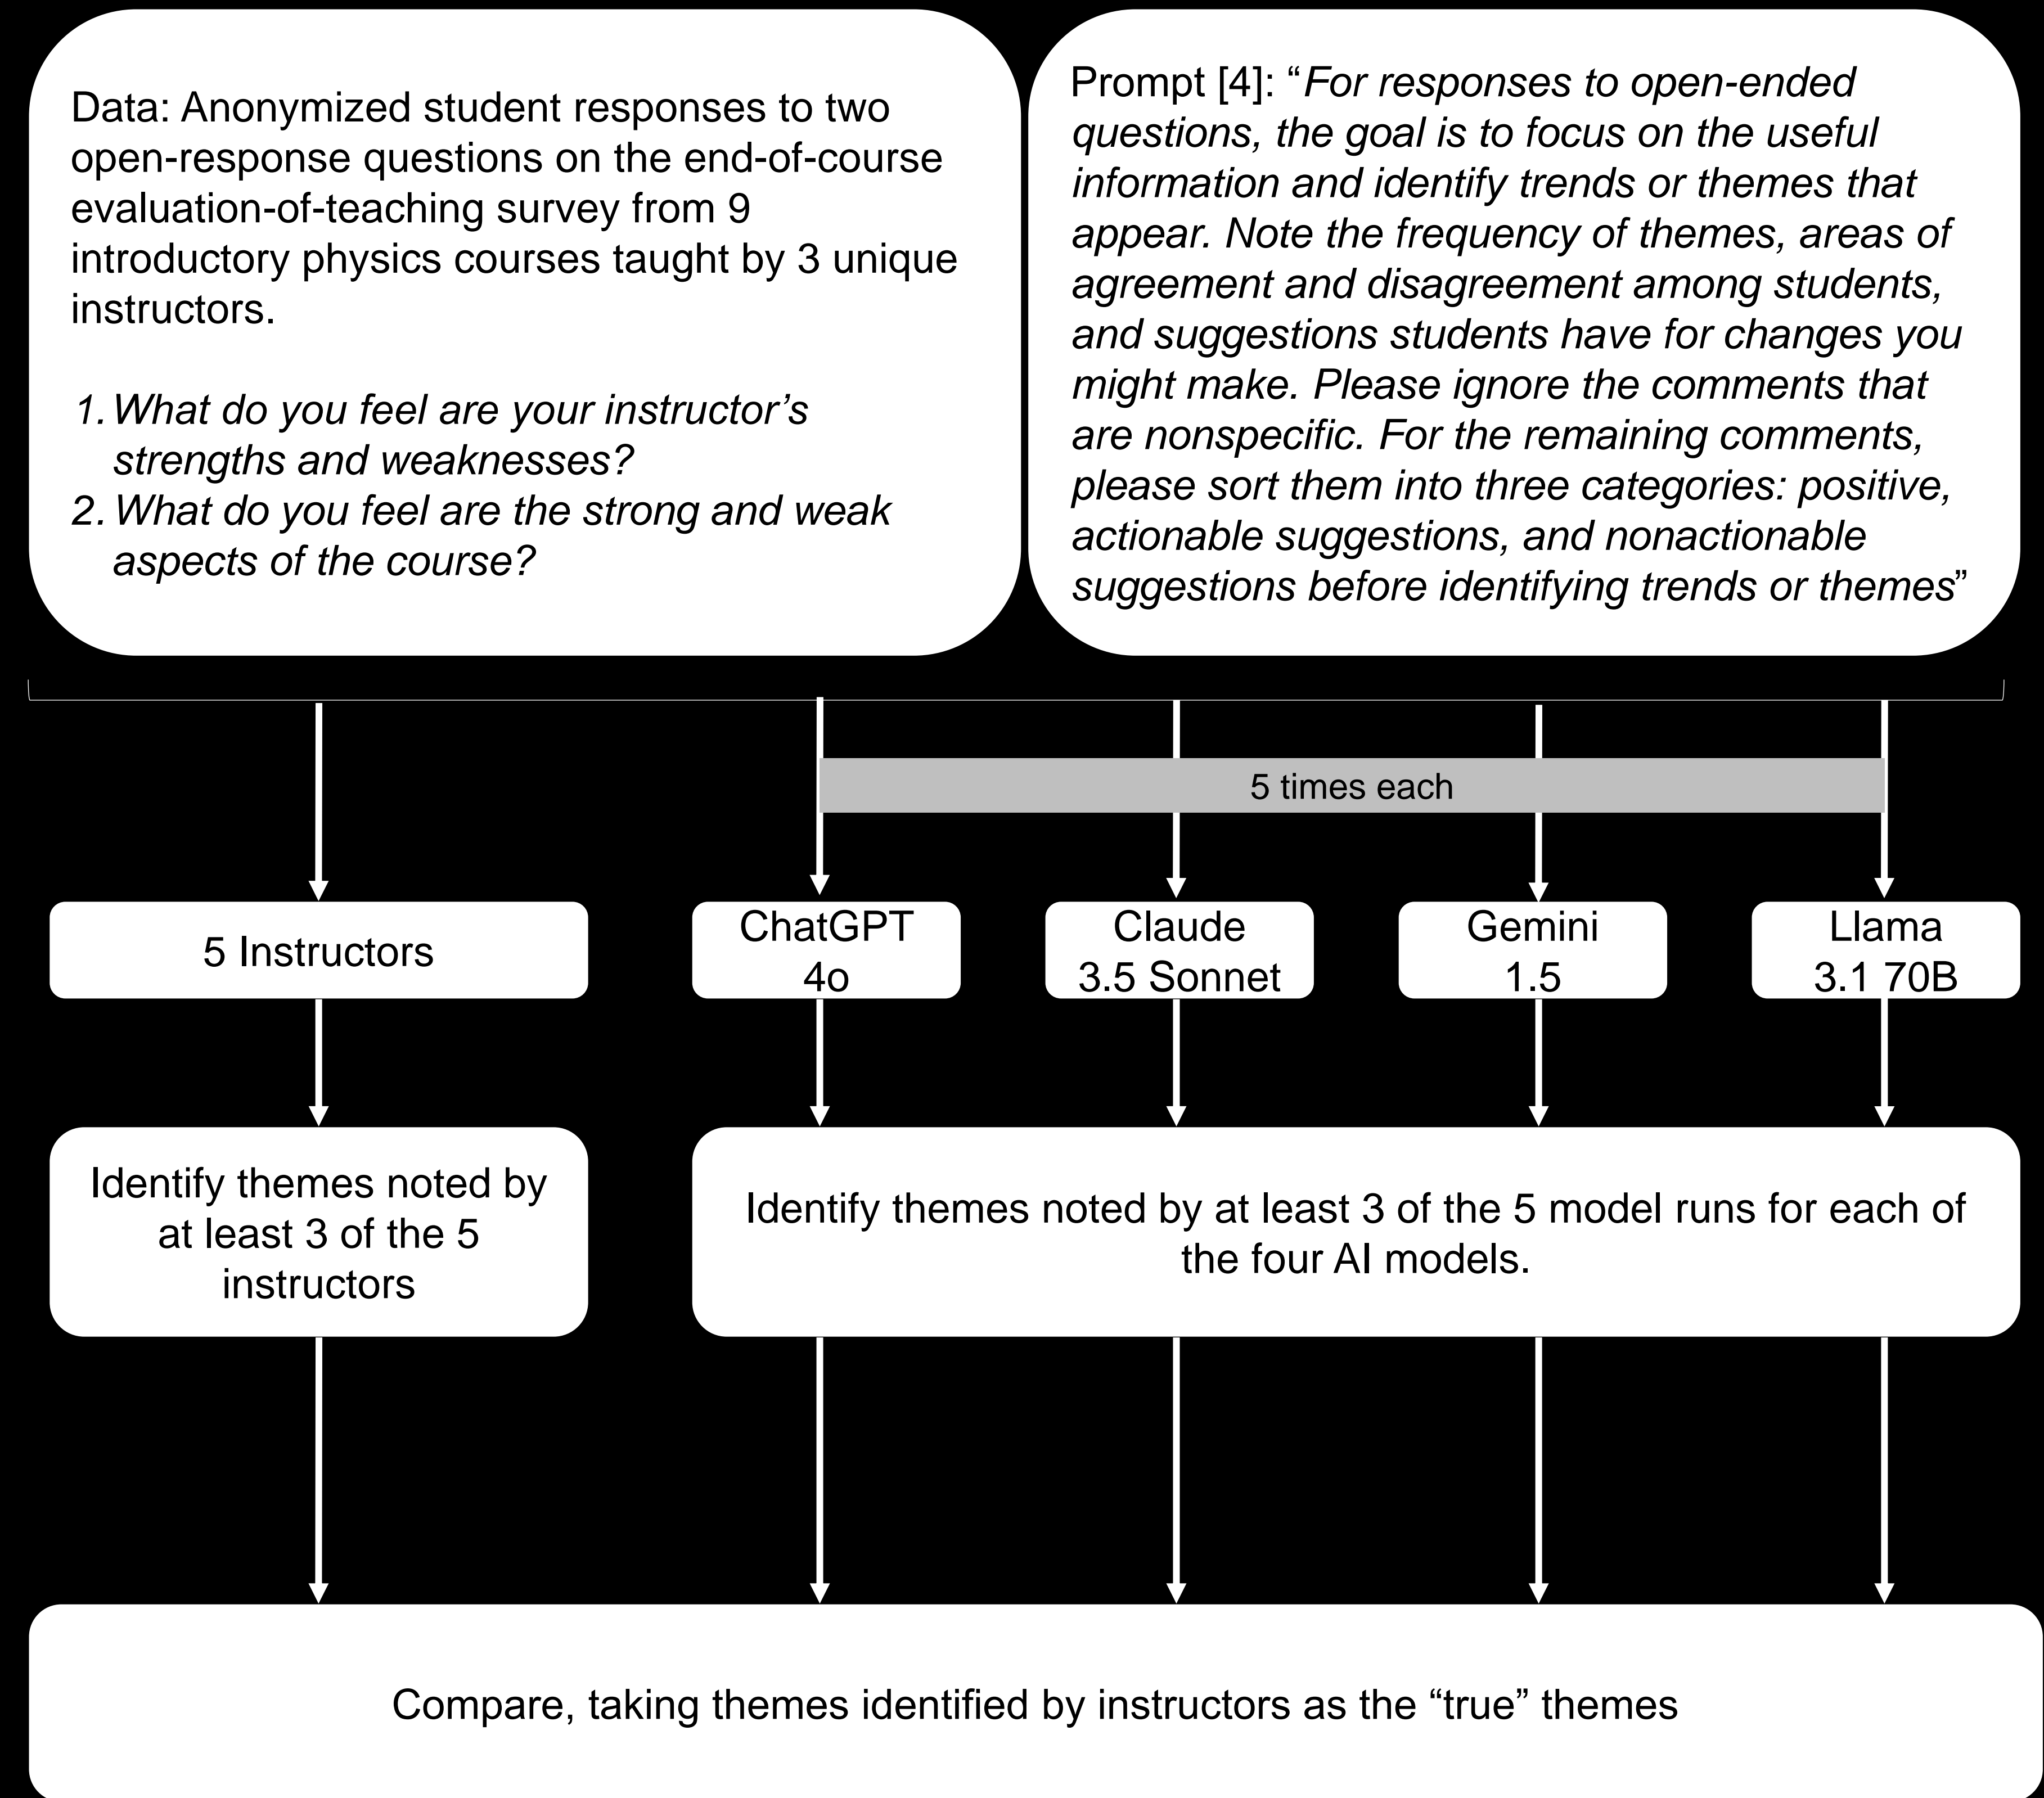 Data: Anonymized student responses to two
open-response questions on the end-of-course
evaluation-of-teaching survey from 9
introductory physics courses taught by 3 unique
instructors.
1. What do you feel are your instructor’s
strengths and weaknesses?
2. What do you feel are the strong and weak
aspects of the course?
Prompt [4]: “For responses to open-ended
questions, the goal is to focus on the useful
information and identify trends or themes that
appear. Note the frequency of themes, areas of
agreement and disagreement among students,
and suggestions students have for changes you
might make. Please ignore the comments that
are nonspecific. For the remaining comments,
please sort them into three categories: positive,
actionable suggestions, and nonactionable
suggestions before identifying trends or themes”
5 times each
5 Instructors
ChatGPT
4o
Claude
3.5 Sonnet
Gemini
1.5
Llama
3.1 70B
Identify themes noted by
at least 3 of the 5
instructors
Identify themes noted by at least 3 of the 5 model runs for each of
the four AI models.
Compare, taking themes identified by instructors as the “true” themes